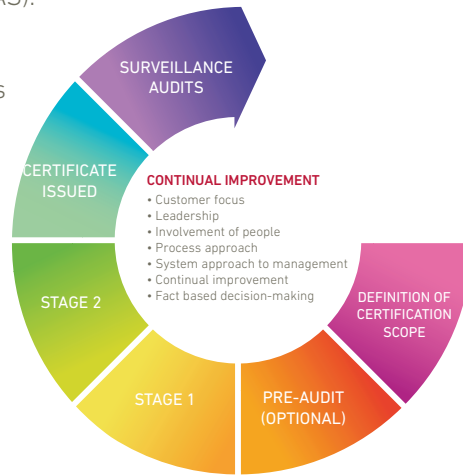 AS).
s
SURVEILLANCE
AUDITS
CERTIFICATE
ISSUED
CONTINUAL IMPROVEMENT
• Customer focus
• Leadership
• Involvement of people
• Process approach
• System approach to management
• Continual improvement
• Fact based decision-making
STAGE 2
DEFINITION OF
CERTIFICATION
SCOPE
STAGE 1
PRE-AUDIT
(OPTIONAL)